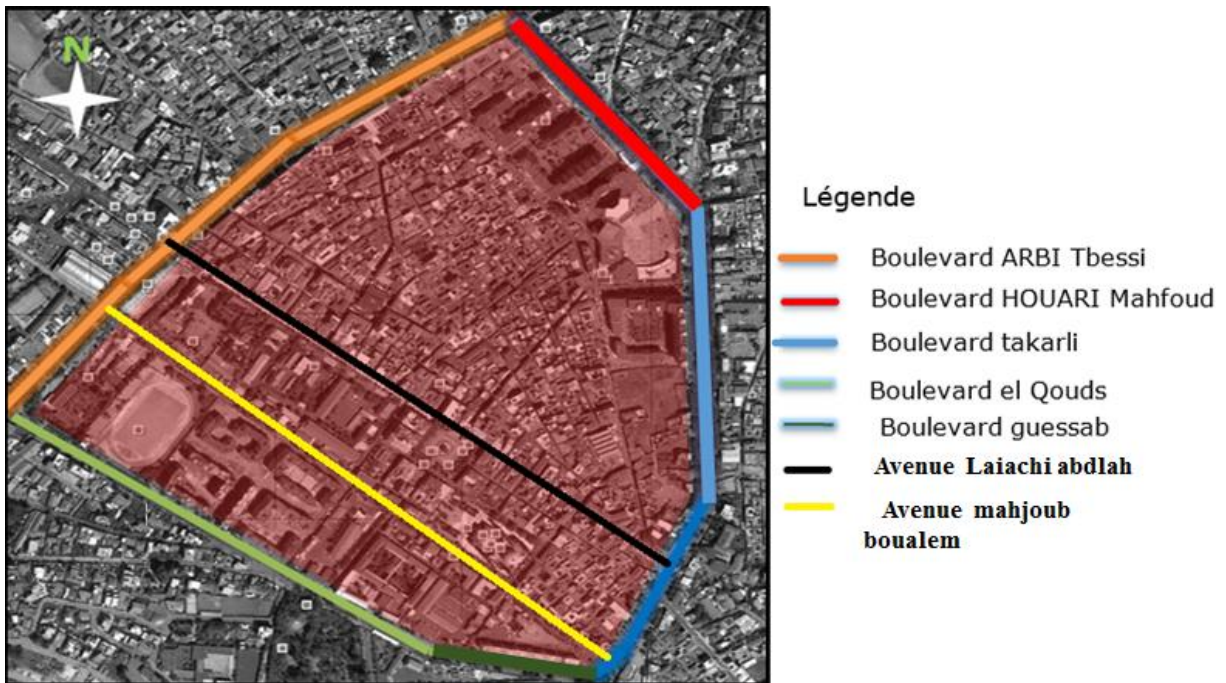 N
Légende
Boulevard ARBI Tbessi
Boulevard HOUARI Mahfoud
Boulevard takarli
Boulevard el Qouds
Boulevard guessab
Avenue Laiachi abdlah
Avenue mahjoub
boualem